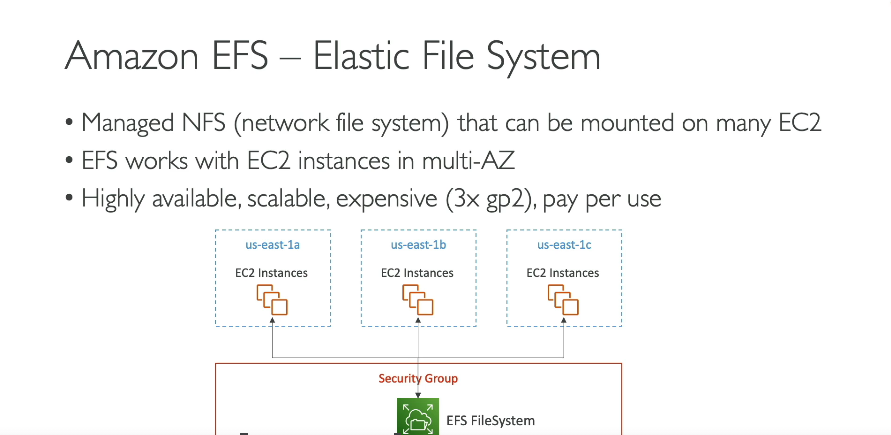 Amazon EFS – Elastic File System
• Managed NFS (network file system) that can be mounted on many EC2
• EFS works with EC2 instances in multi-AZ
• Highly available, scalable, expensive (3x gp2), pay per use
us-east-1a
us-east-1b
us-east-1c
EC2 Instances
EC2 Instances
EC2 Instances
Security Group
EFS FileSystem